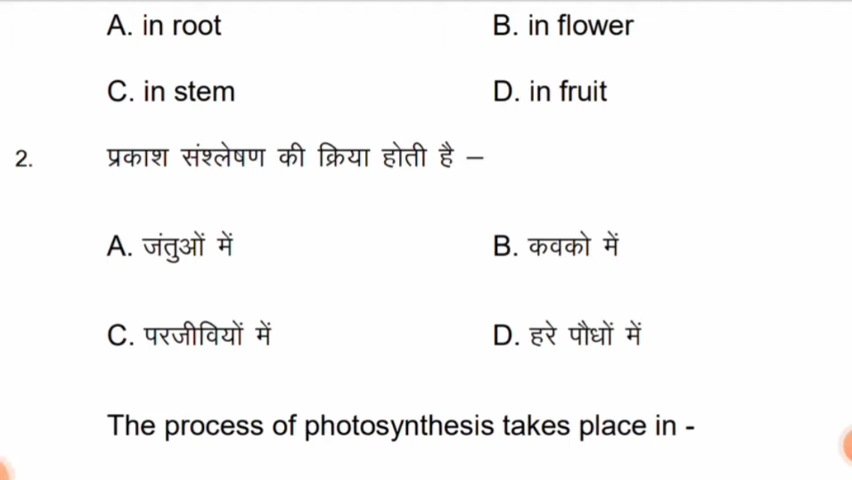 A. in root B. in flower
C. in stem D. in fruit
2. प्रकाश संश्लेषण की क्रिया होती है –
A. जंतुओं में B. कवको में
C. परजीवियों में D. हरे पौधों में
The process of photosynthesis takes place in -